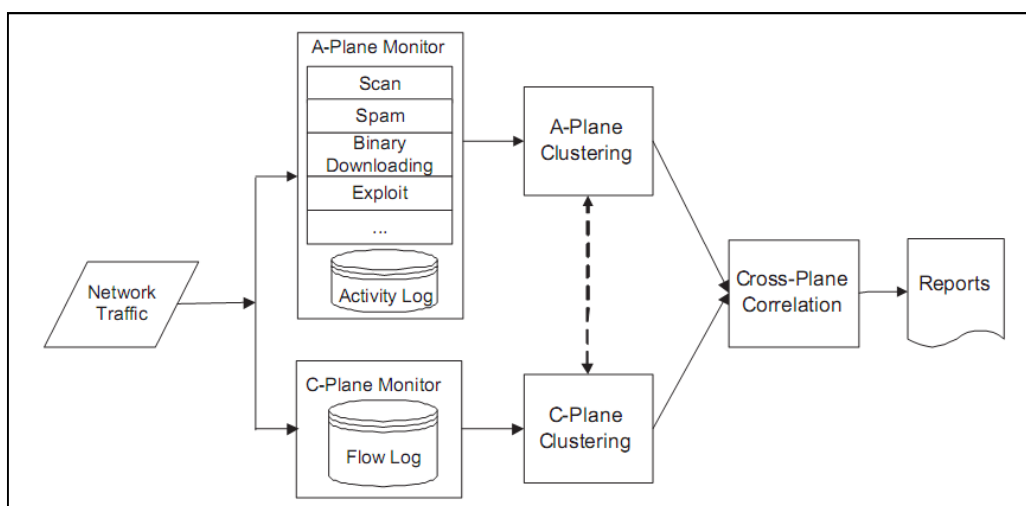 A-Plane Monitor
Scan
Spam
Binary
Downloading
Exploit
...
Activity Log
A-Plane
Clustering
Network
Traffic
Cross-Plane
Correlation
Reports
C-Plane Monitor
Flow Log
C-Plane
Clustering